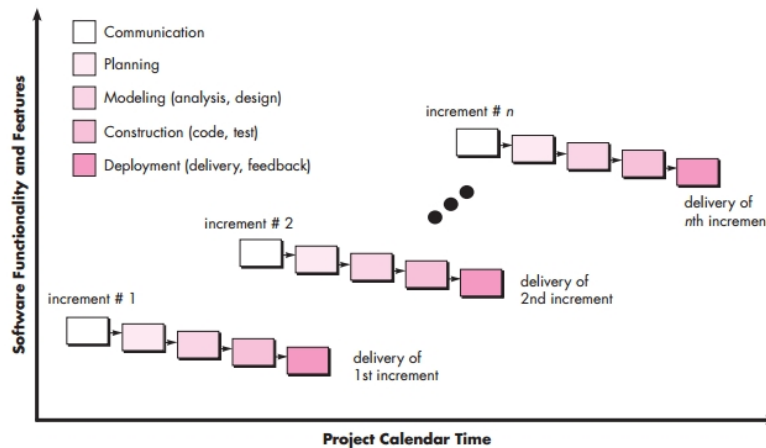 Software Functionality and Features
Communication
Planning
Modeling (analysis, design)
Construction (code, test)
Deployment (delivery, feedback)
increment # n
delivery of
nth incremen
increment # 2
delivery of
2nd increment
increment # 1
delivery of
1st increment
Project Calendar Time